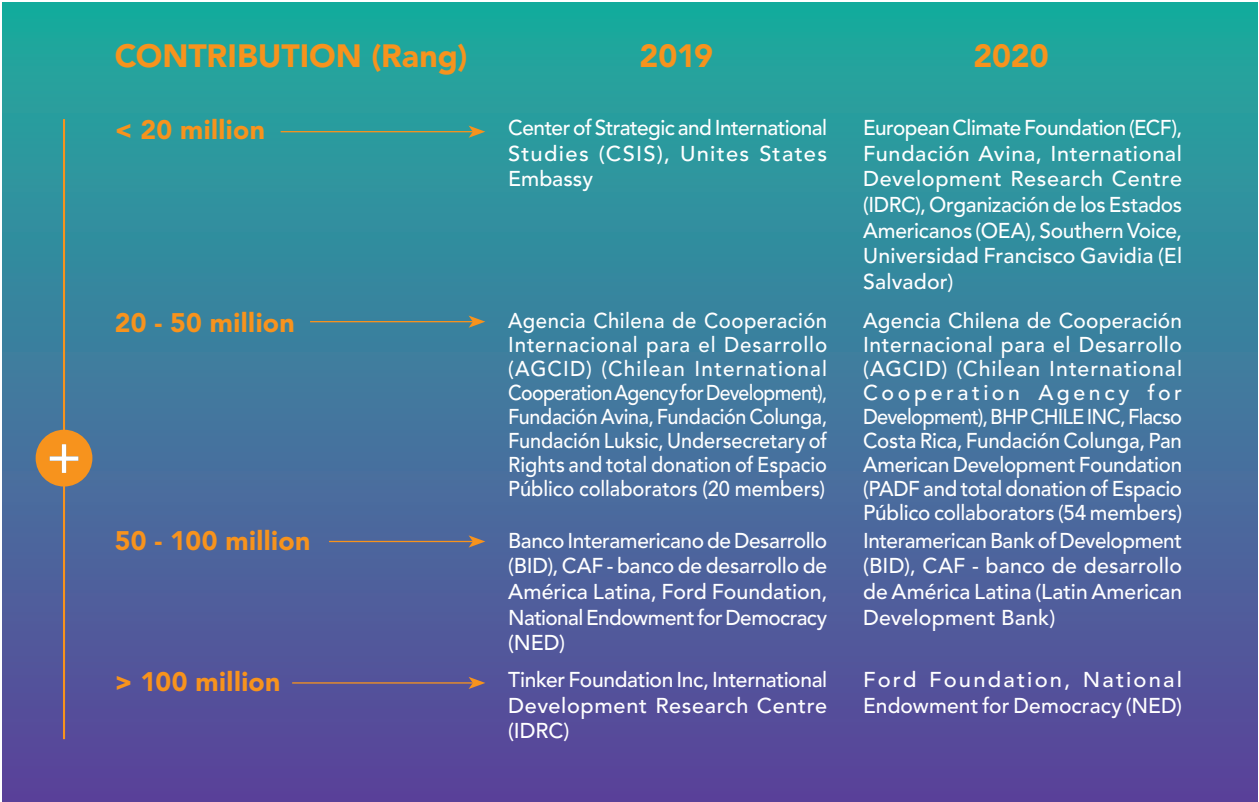 CONTRIBUTION (Rang) 2019 2020
< 20 million
Center of Strategic and International
Studies (CSIS), Unites States
Embassy
European Climate Foundation (ECF),
Fundación Avina, International
Development Research Centre
(IDRC), Organización de los Estados
Americanos (OEA), Southern Voice,
Universidad Francisco Gavidia (El
Salvador)
20 - 50 million
Agencia Chilena de Cooperación
Internacional para el Desarrollo
(AGCID) (Chilean International
Cooperation Agency for Development),
Fundación Avina, Fundación Colunga,
Fundación Luksic, Undersecretary of
Rights and total donation of Espacio
Público collaborators (20 members)
Agencia Chilena de Cooperación
Internacional para el Desarrollo
(AGCID) (Chilean International
Cooperation Agency for
Development), BHP CHILE INC, Flacso
Costa Rica, Fundación Colunga, Pan
American Development Foundation
(PADF and total donation of Espacio
Público collaborators (54 members)
+
50 - 100 million
Banco Interamericano de Desarrollo
(BID), CAF - banco de desarrollo de
América Latina, Ford Foundation,
National Endowment for Democracy
(NED)
Interamerican Bank of Development
(BID), CAF - banco de desarrollo
de América Latina (Latin American
Development Bank)
> 100 million
Tinker Foundation Inc, International
Development Research Centre
(IDRC)
Ford Foundation, National
Endowment for Democracy (NED)